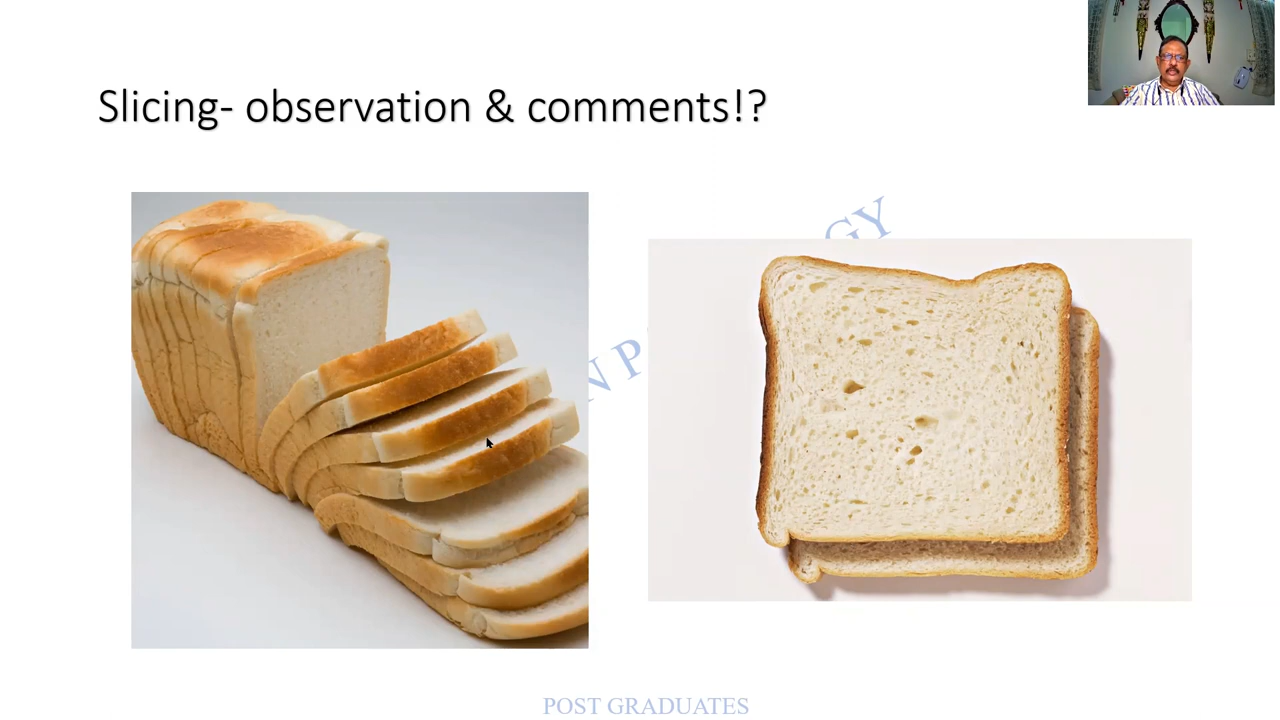 Slicing- observation & comments!?
POST GRADUATES